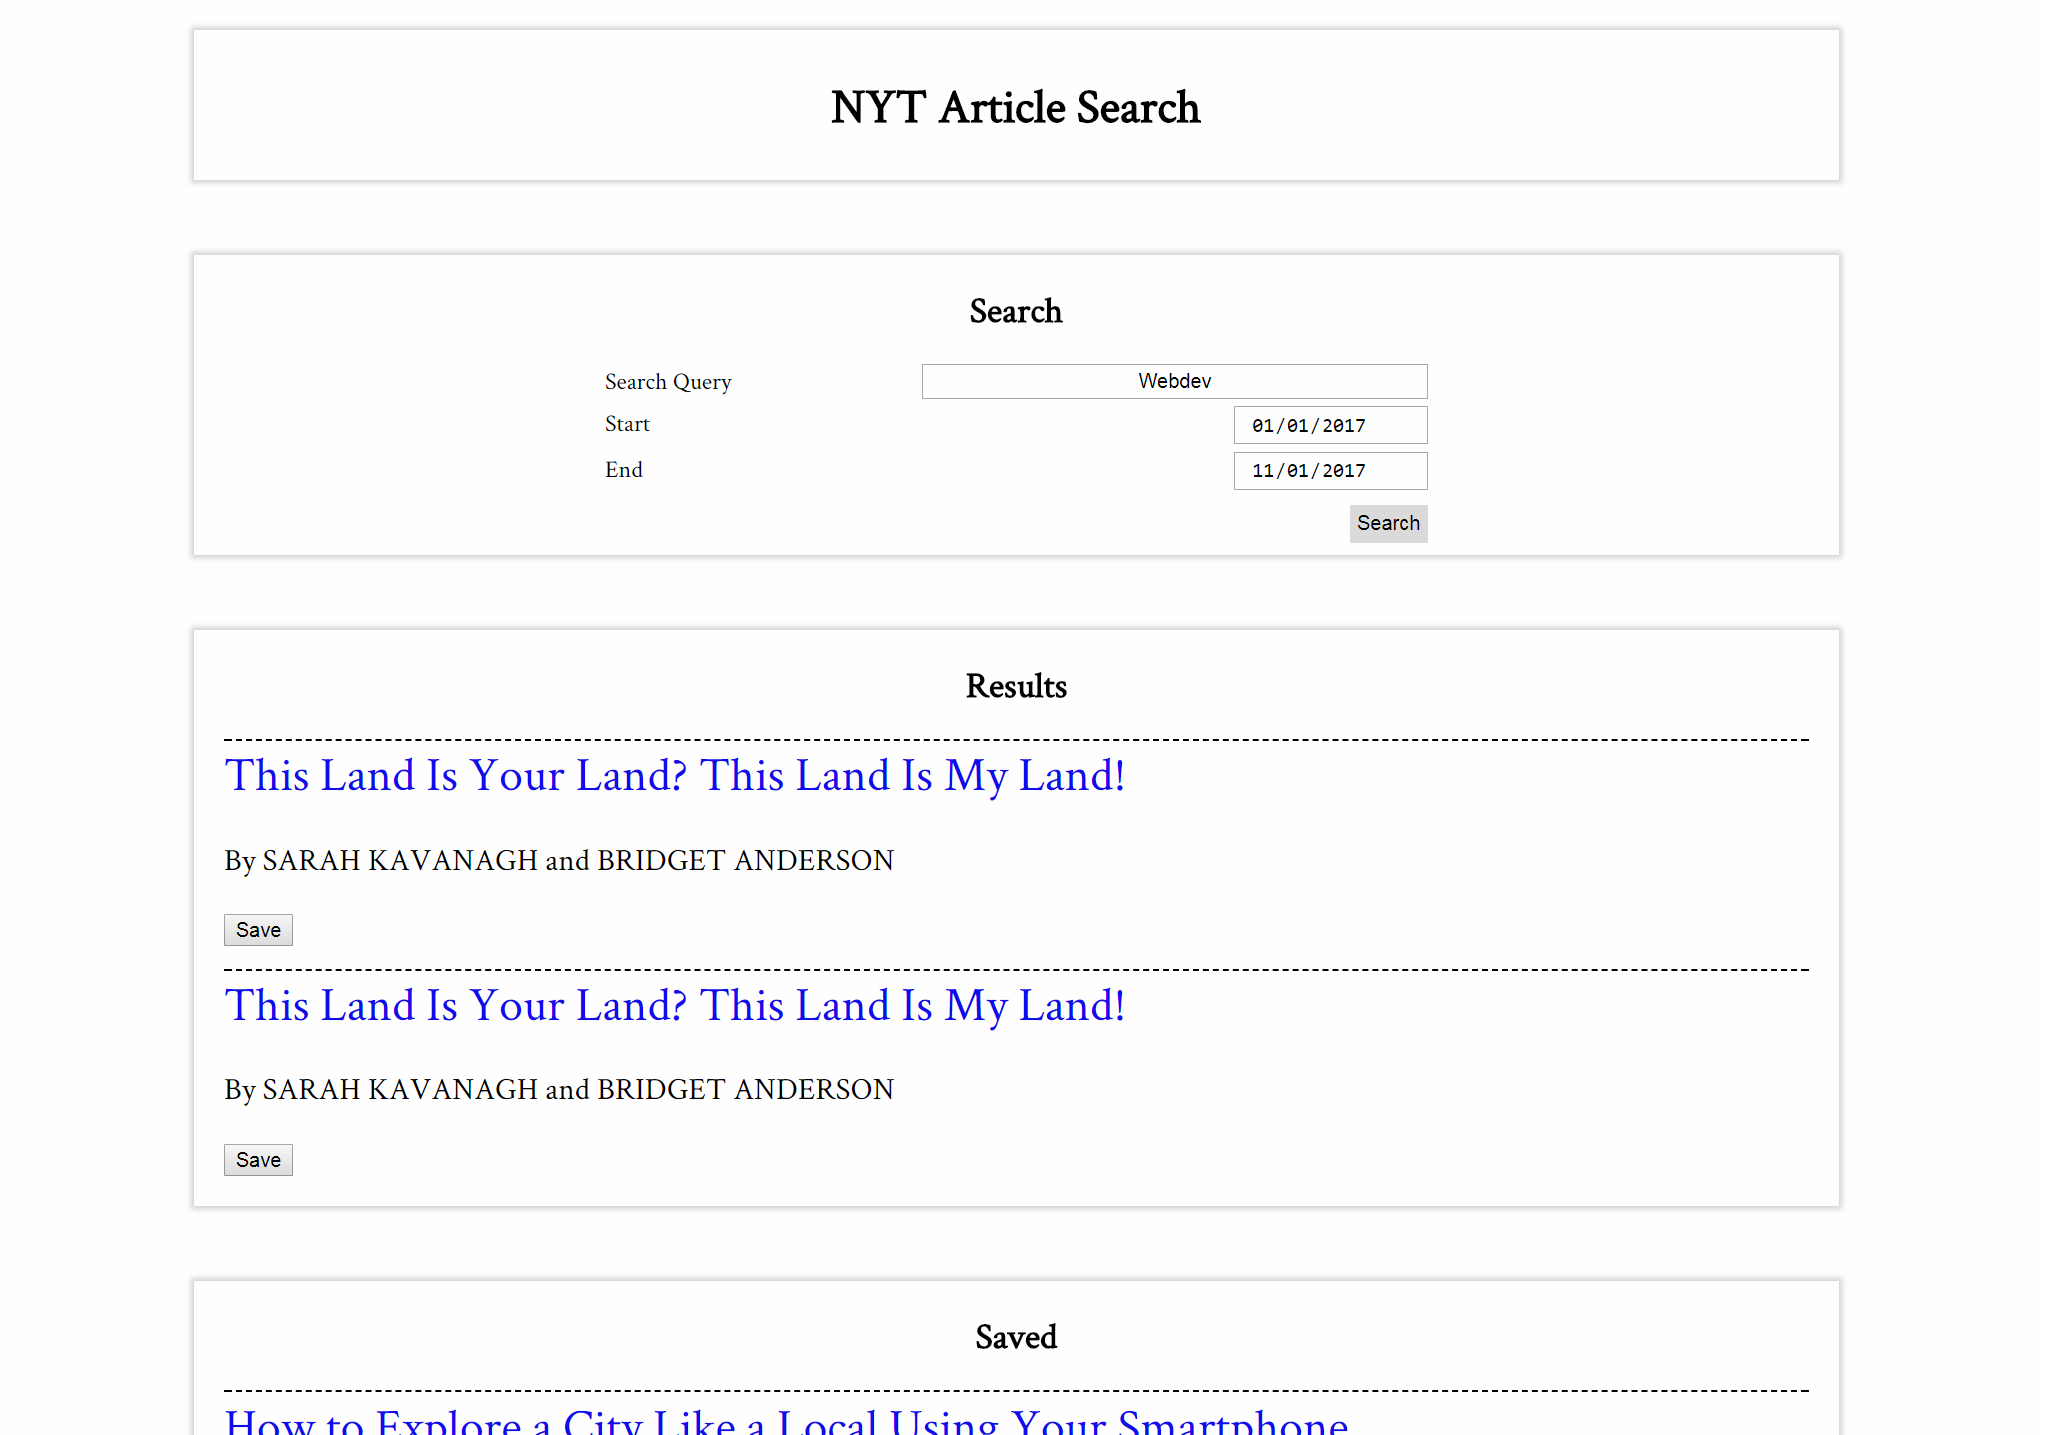 NYT Article Search
Search
Search Query Webdev
Start 01/01/2017
End 11/01/2017
Search
Results
This Land Is Your Land? This Land Is My Land!
By SARAH KAVANAGH and BRIDGET ANDERSON
Save
This Land Is Your Land? This Land Is My Land!
By SARAH KAVANAGH and BRIDGET ANDERSON
Save
Saved
How to Explore a City Like a Local Using Your Smartphone